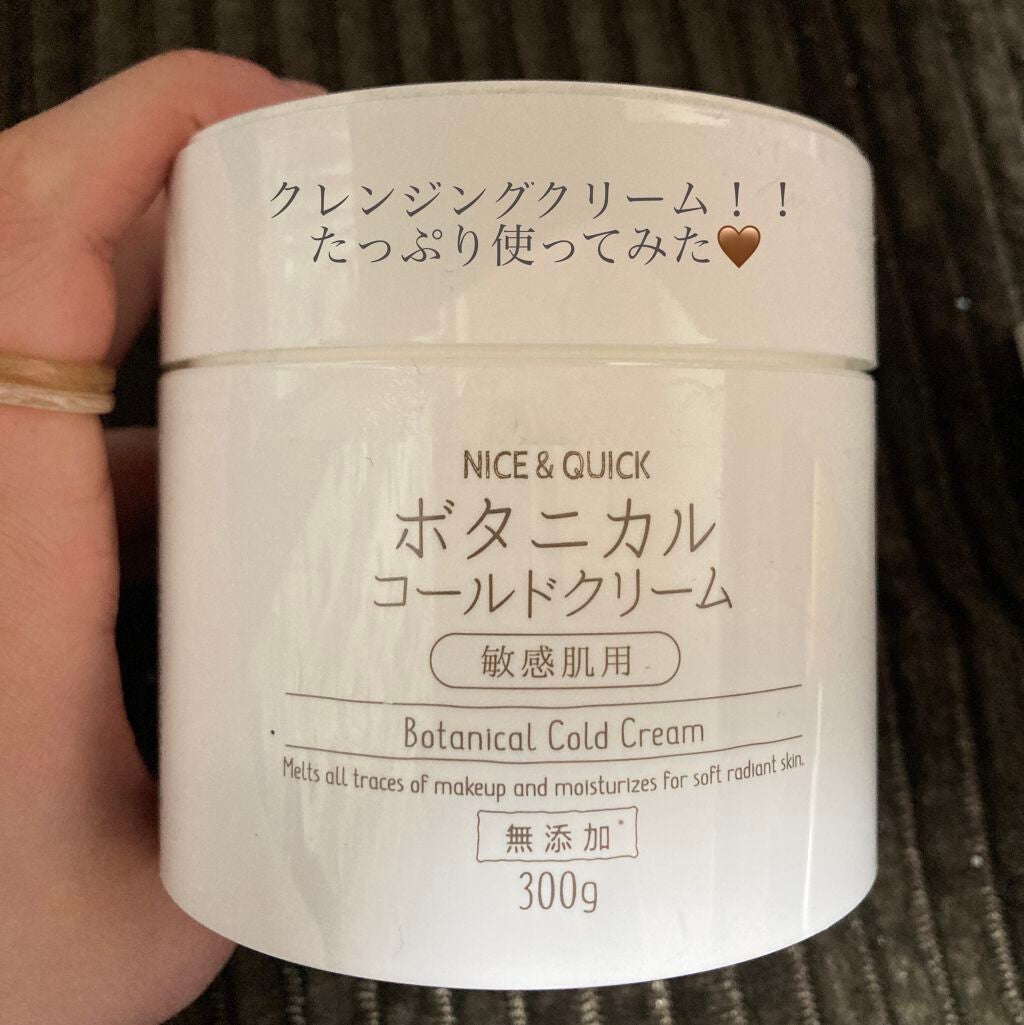 クレンジングクリーム！！
たっぷり使ってみた🤎
NICE & QUICK
ボタニカル
コールドクリーム
敏感肌用
Botanical Cold Cream
Melts all traces of makeup and moisturizes for soft radiant skin.
無添加*
300g